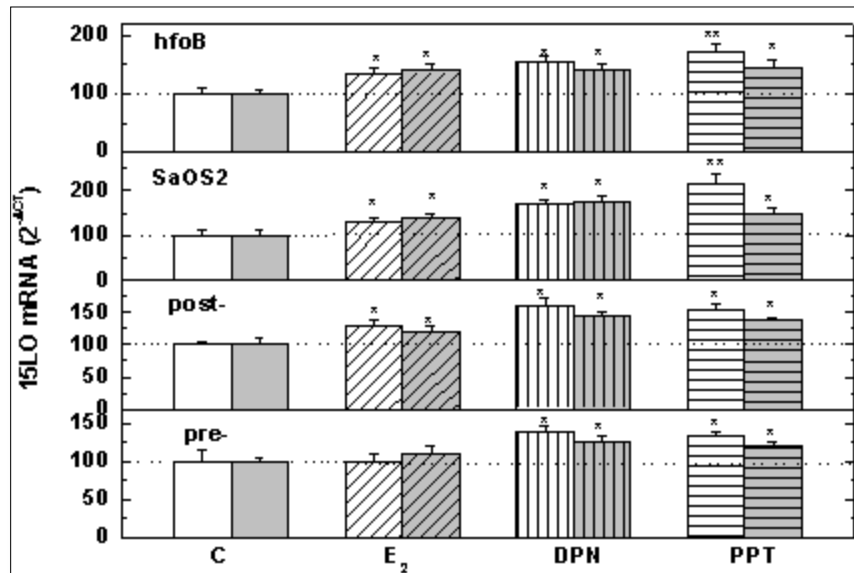 15LO mRNA (2^-ΔCT)
hfoB
200
100
0
* * * * ** *
SaOS2
200
100
0
* * * * ** *
post-
150
100
50
0
* * * * * *
pre-
150
100
50
0
* * * *
C E₂ DPN PPT